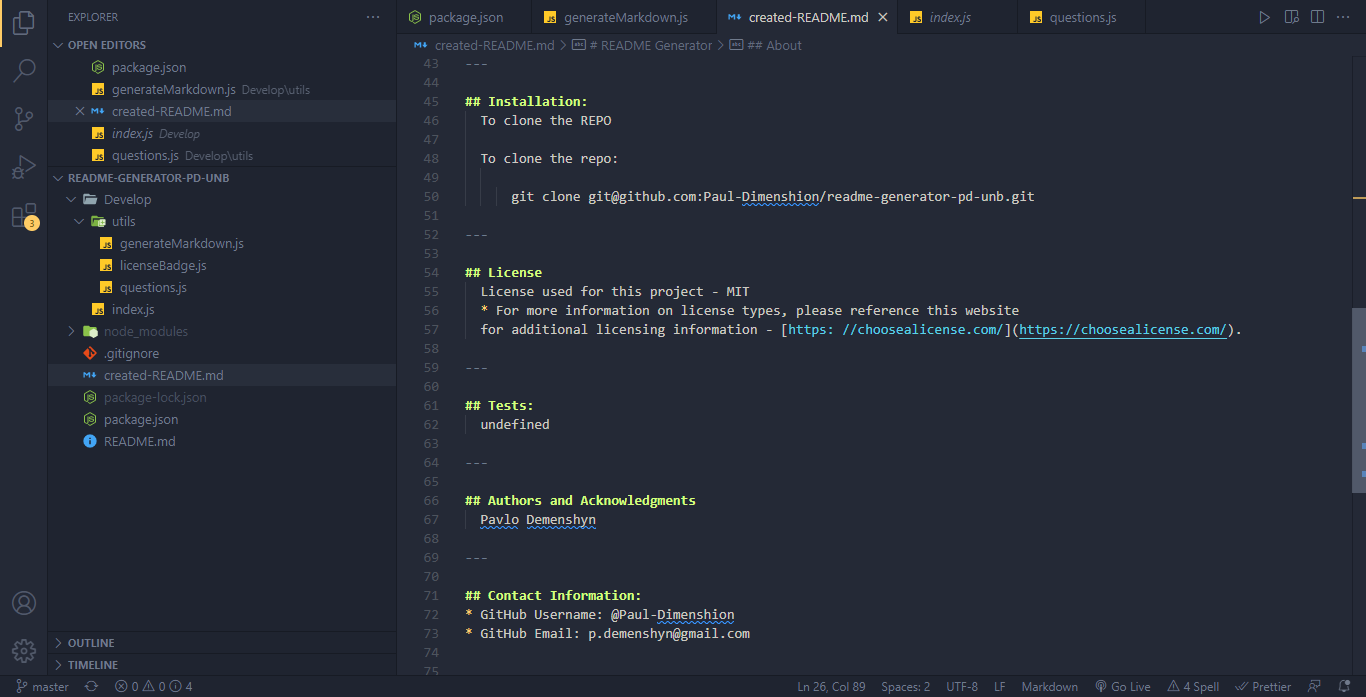 EXPLORER
OPEN EDITORS
package.json
generateMarkdown.js Develop\utils
created-README.md
index.js Develop
questions.js Develop\utils
README-GENERATOR-PD-UNB
Develop
utils
generateMarkdown.js
licenseBadge.js
questions.js
index.js
node_modules
.gitignore
created-README.md
package-lock.json
package.json
README.md
OUTLINE
TIMELINE
3
package.json generateMarkdown.js created-README.md index.js questions.js
created-README.md > # README Generator > ## About
43 ---
44
45 ## Installation:
46 To clone the REPO
47
48 To clone the repo:
49
50 git clone git@github.com:Paul-Dimenshion/readme-generator-pd-unb.git
51
52 ---
53
54 ## License
55 License used for this project - MIT
56 * For more information on license types, please reference this website
57 for additional licensing information - [https: //choosealicense.com/](https://choosealicense.com/).
58
59 ---
60
61 ## Tests:
62 undefined
63
64 ---
65
66 ## Authors and Acknowledgments
67 Pavlo Demenshyn
68
69 ---
70
71 ## Contact Information:
72 * GitHub Username: @Paul-Dimenshion
73 * GitHub Email: p.demenshyn@gmail.com
74
75
master 0 0 4 Ln 26, Col 89 Spaces: 2 UTF-8 LF Markdown Go Live 4 Spell Prettier